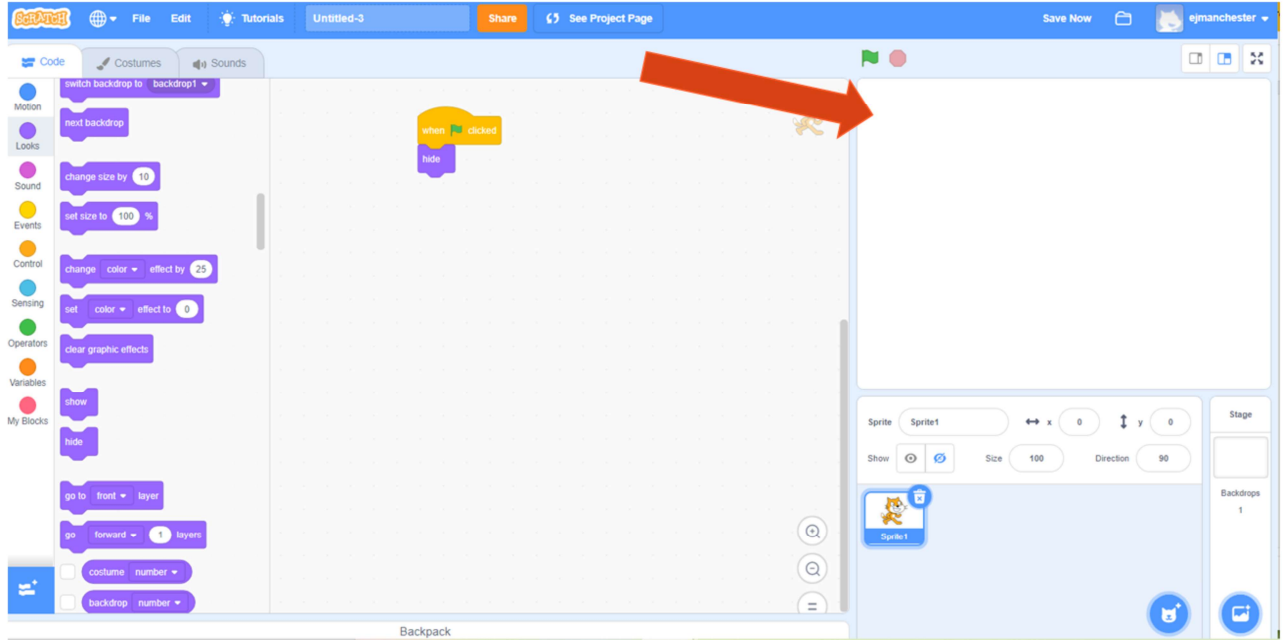 SCRATCH File Edit Tutorials Untitled-3 Share See Project Page Save Now ejmanchester
Code Costumes Sounds
Motion
Looks
Sound
Events
Control
Sensing
Operators
Variables
My Blocks
switch backdrop to backdrop1
next backdrop
change size by 10
set size to 100 %
change color effect by 25
set color effect to 0
clear graphic effects
show
hide
go to front layer
go forward 1 layers
costume number
backdrop number
when clicked
hide
Sprite Sprite1 x 0 y 0
Show Size 100 Direction 90
Sprite1
Stage
Backdrops
1
Backpack